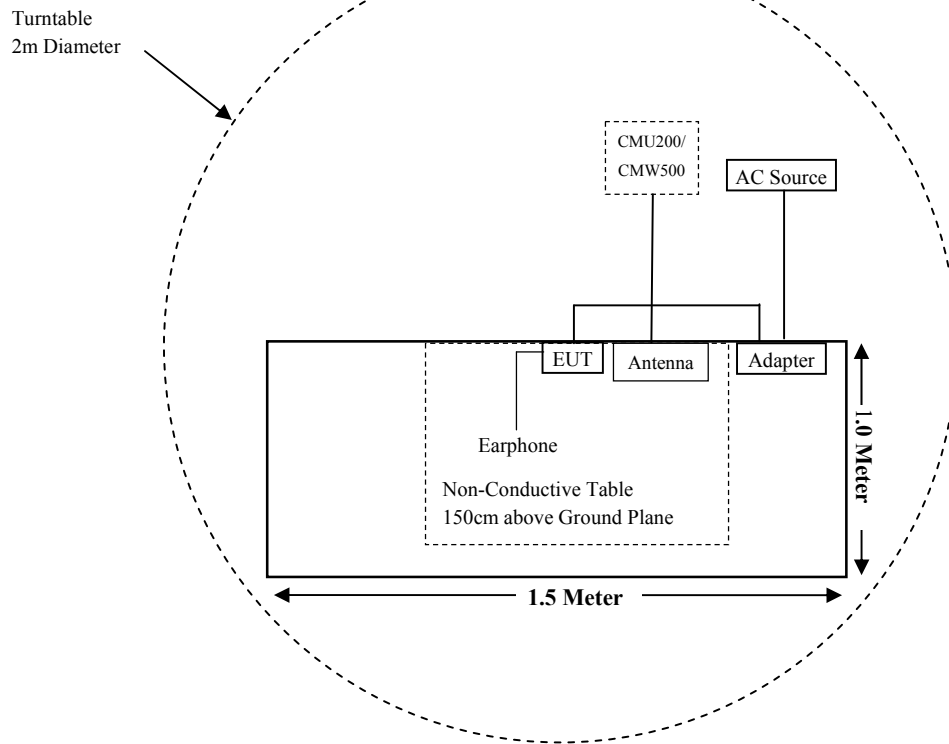 Turntable
2m Diameter
CMU200/
CMW500
AC Source
EUT
Antenna
Adapter
Earphone
1.0 Meter
Non-Conductive Table
150cm above Ground Plane
1.5 Meter